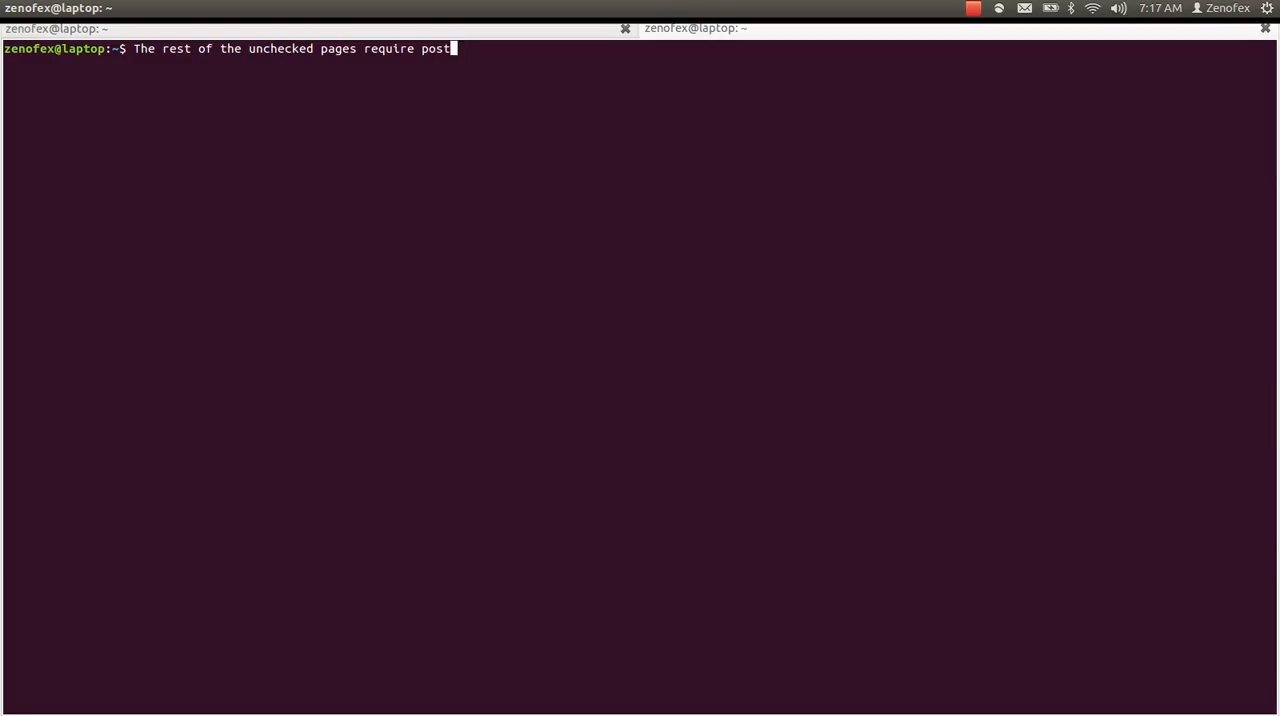 zenofex@laptop: ~
7:17 AM
Zenofex
zenofex@laptop: ~
zenofex@laptop: ~
zenofex@laptop:~$ The rest of the unchecked pages require post